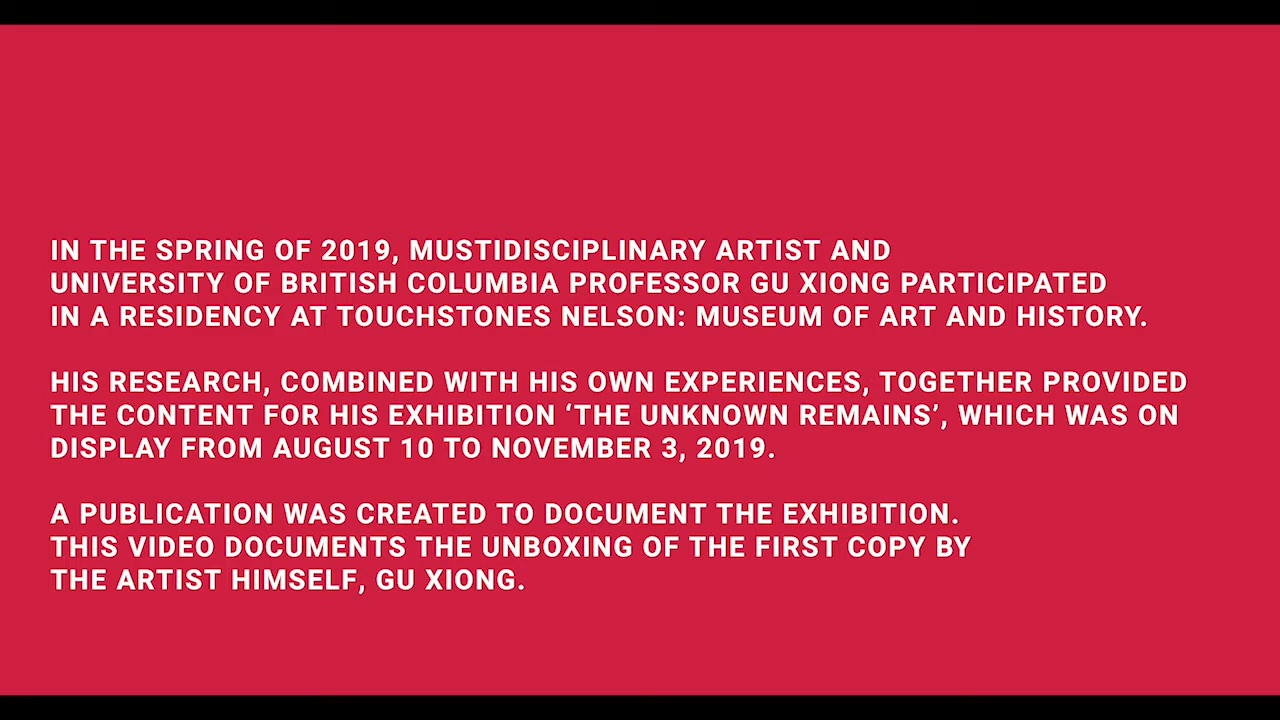 IN THE SPRING OF 2019, MUSTIDISCIPLINARY ARTIST AND
UNIVERSITY OF BRITISH COLUMBIA PROFESSOR GU XIONG PARTICIPATED
IN A RESIDENCY AT TOUCHSTONES NELSON: MUSEUM OF ART AND HISTORY.
HIS RESEARCH, COMBINED WITH HIS OWN EXPERIENCES, TOGETHER PROVIDED
THE CONTENT FOR HIS EXHIBITION ‘THE UNKNOWN REMAINS’, WHICH WAS ON
DISPLAY FROM AUGUST 10 TO NOVEMBER 3, 2019.
A PUBLICATION WAS CREATED TO DOCUMENT THE EXHIBITION.
THIS VIDEO DOCUMENTS THE UNBOXING OF THE FIRST COPY BY
THE ARTIST HIMSELF, GU XIONG.